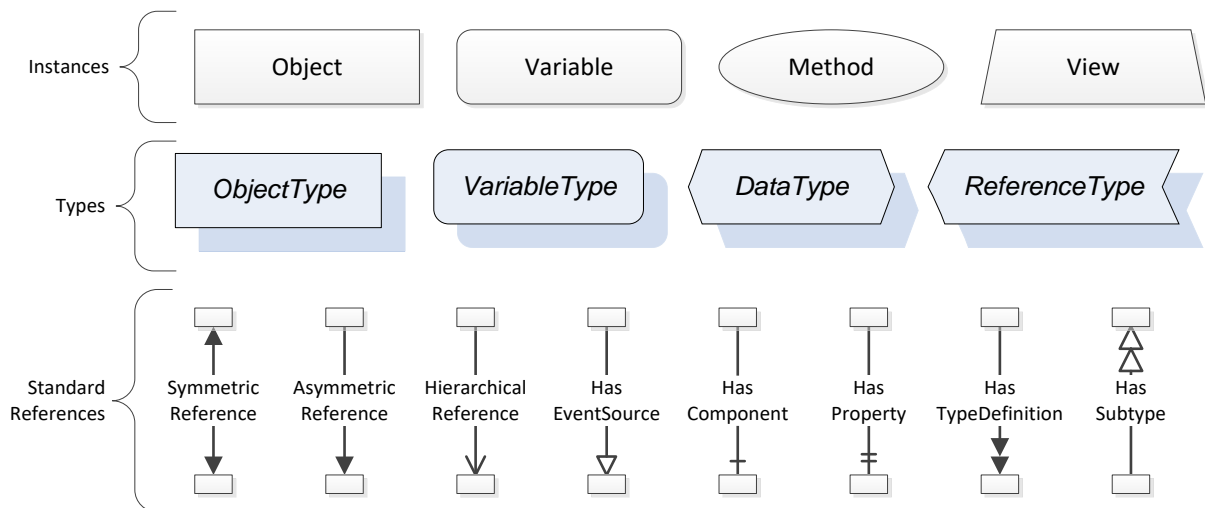 Instances
Object
Variable
Method
View
Types
ObjectType
VariableType
DataType
ReferenceType
Standard
References
Symmetric
Reference
Asymmetric
Reference
Hierarchical
Reference
Has
EventSource
Has
Component
Has
Property
Has
TypeDefinition
Has
Subtype